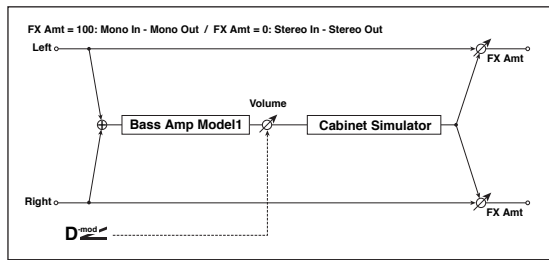 FX Amt = 100: Mono In - Mono Out / FX Amt = 0: Stereo In - Stereo Out
Left
FX Amt
Volume
Bass Amp Model1
Cabinet Simulator
Right
FX Amt
D-mod